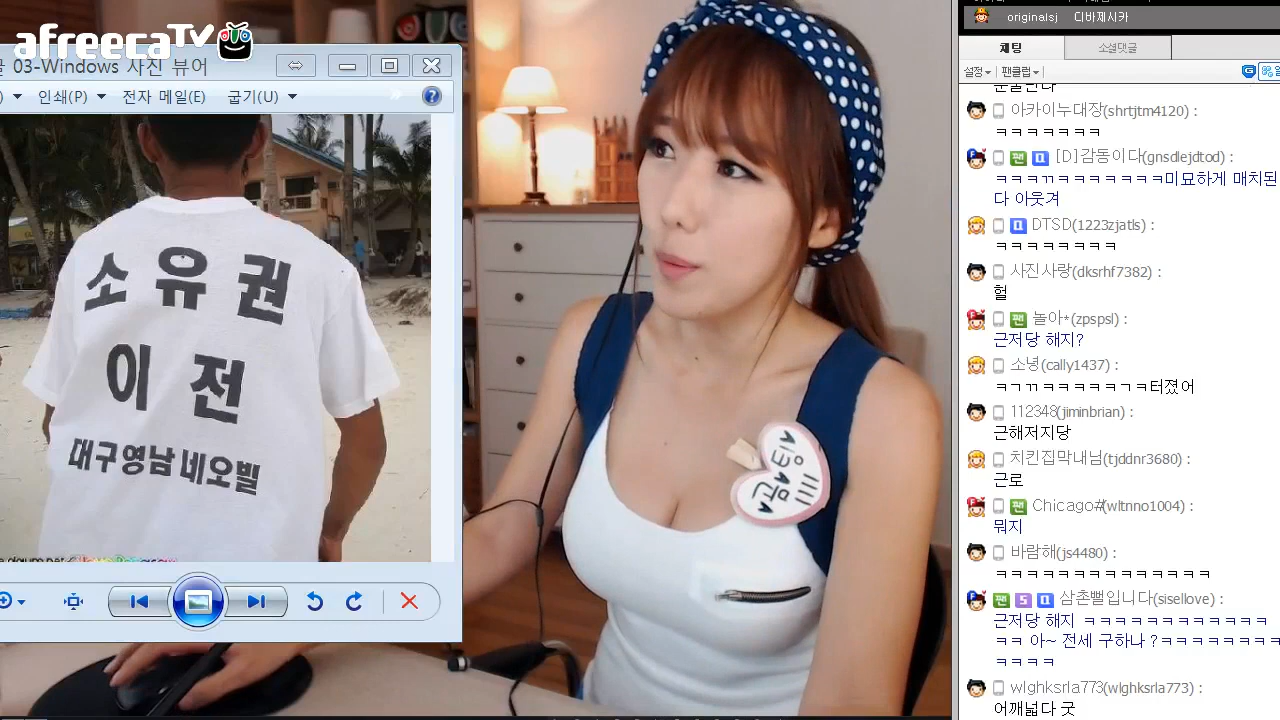 afreecaTV
03-Windows 사진 뷰어
인쇄(P)
전자 메일(E)
굽기(U)
소유권
이전
대구영남 네오빌
originalsj 디바제시카
채팅
소셜댓글
설정
팬클럽
아카이누대장(shrtjtm4120) :
ㅋㅋㅋㅋㅋㅋㅋ
팬 [D]감동이다(gnsdlejdtod) :
ㅋㅋㅋㄲㅋㅋㅋㅋㅋㅋㅋ미묘하게 매치된
다 아웃겨
DTSD(1223zjatls) :
ㅋㅋㅋㅋㅋㅋㅋㅋ
사진사랑(dksrhf7382) :
헐
팬 놀아*(zpspsl) :
근저당 해지?
소녕(cally1437) :
ㅋㄱㄲㅋㅋㅋㅋㅋㄱㅋ터졌어
112348(jiminbrian) :
근해저지당
치킨집막내님(tjddnr3680) :
근로
팬 Chicago#(wltnno1004) :
뭐지
바람해(js4480) :
ㅋㅋㅋㅋㅋㅋㅋㅋㅋㅋㅋㅋㅋㅋ
팬 S 삼촌뻘입니다(sisellove) :
근저당 해지 ㅋㅋㅋㅋㅋㅋㅋㅋㅋㅋㅋㅋ
ㅋㅋ 아~ 전세 구하나 ?ㅋㅋㅋㅋㅋㅋㅋㅋ
ㅋㅋㅋㅋ
wlghksrla773(wlghksrla773) :
어깨넓다 굿